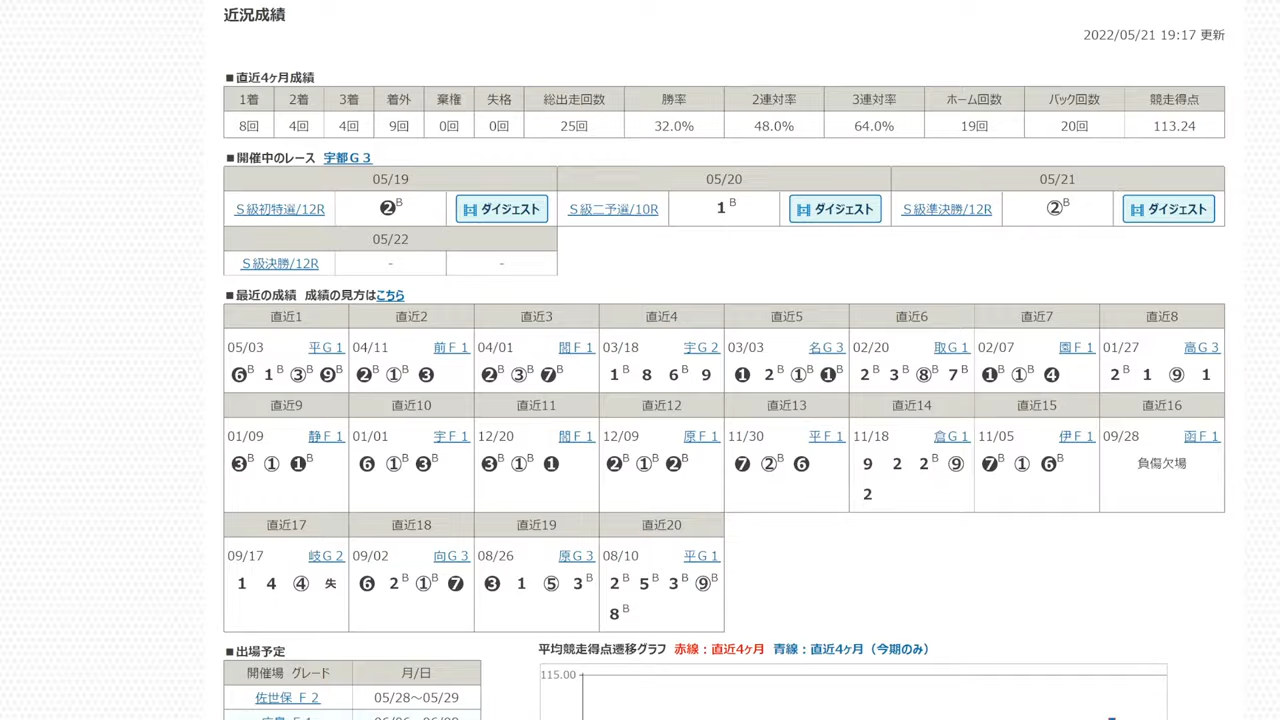 近況成績
2022/05/21 19:17 更新
■直近4ヶ月成績
1着 2着 3着 着外 棄権 失格 総出走回数 勝率 2連対率 3連対率 ホーム回数 バック回数 競走得点
8回 4回 4回 9回 0回 0回 25回 32.0% 48.0% 64.0% 19回 20回 113.24
■開催中のレース 宇都G3
05/19 05/20 05/21
S級初特選/12R ❷B ダイジェスト S級二予選/10R 1B ダイジェスト S級準決勝/12R ②B ダイジェスト
05/22
S級決勝/12R - -
■最近の成績 成績の見方はこちら
直近1 直近2 直近3 直近4 直近5 直近6 直近7 直近8
05/03 平G1 04/11 前F1 04/01 閣F1 03/18 宇G2 03/03 名G3 02/20 取G1 02/07 園F1 01/27 高G3
❻B 1B ③B ❾B ❷B ①B ❸ ❷B ③B ❼B 1B 8 6B 9 ❶ 2B ①B ❶B 2B 3B ⑧B 7B ❶B ①B ❹ 2B 1 ⑨ 1
直近9 直近10 直近11 直近12 直近13 直近14 直近15 直近16
01/09 静F1 01/01 宇F1 12/20 閣F1 12/09 原F1 11/30 平F1 11/18 倉G1 11/05 伊F1 09/28 函F1
❸B ① ❶B ❻ ①B ❸B ❸B ①B ❶ ❷B ①B ❷B ❼ ②B ❻ 9 2 2B ⑨ ❼B ① ❻B 負傷欠場
2
直近17 直近18 直近19 直近20
09/17 岐G2 09/02 向G3 08/26 原G3 08/10 平G1
1 4 ④ 失 ❻ 2B ①B ❼ ❸ 1 ⑤ 3B 2B 5B 3B ⑨B
8B
■出場予定
平均競走得点遷移グラフ 赤線：直近4ヶ月 青線：直近4ヶ月（今期のみ）
開催場 グレード 月/日
115.00
佐世保 F2 05/28～05/29